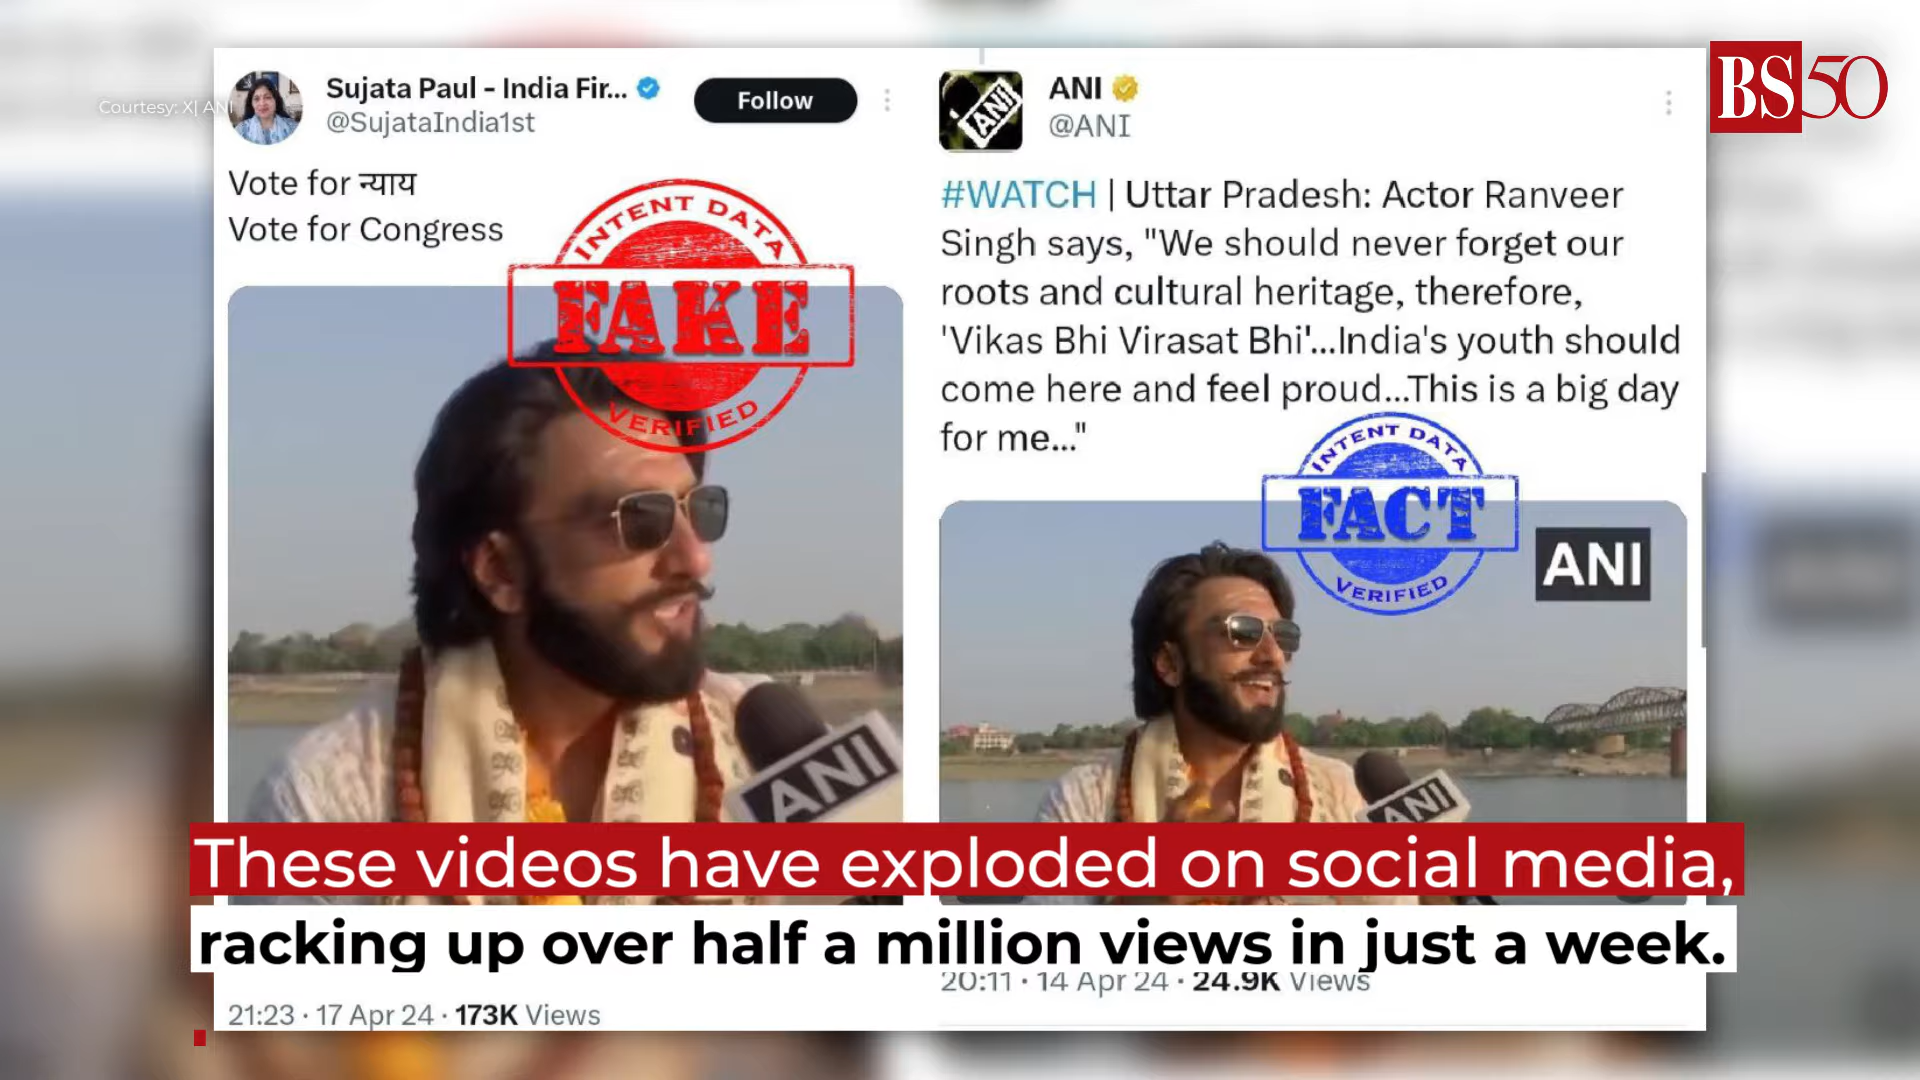 Courtesy: X| ANI
Sujata Paul - India Fir...
@SujataIndia1st
Follow
Vote for न्याय
Vote for Congress
INTENT DATA
FAKE
VERIFIED
ANI
21:23 · 17 Apr 24 · 173K Views
ANI
ANI
@ANI
#WATCH | Uttar Pradesh: Actor Ranveer
Singh says, "We should never forget our
roots and cultural heritage, therefore,
'Vikas Bhi Virasat Bhi'...India's youth should
come here and feel proud...This is a big day
for me..."
INTENT DATA
FACT
VERIFIED
ANI
ANI
20:11 · 14 Apr 24 · 24.9K Views
BS50
These videos have exploded on social media,
racking up over half a million views in just a week.